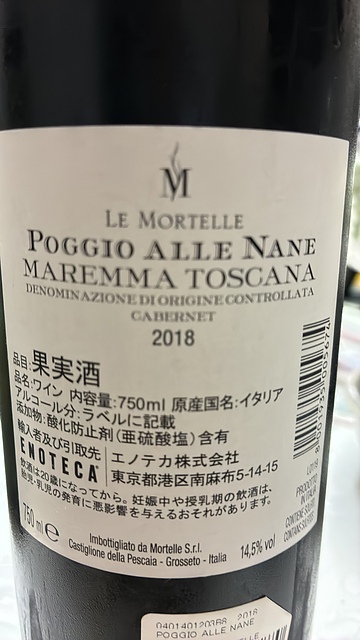 M
LE MORTELLE
POGGIO ALLE NANE
MAREMMA TOSCANA
DENOMINAZIONE DI ORIGINE CONTROLLATA
CABERNET
2018
品目:果実酒
品名:ワイン 内容量:750ml 原産国名:イタリア
アルコール分:ラベルに記載
添加物:酸化防止剤(亜硫酸塩)含有
輸入者及び引取先
ENOTECA
エノテカ株式会社
東京都港区南麻布5-14-15
飲酒は20歳になってから。妊娠中や授乳期の飲酒は、
胎児・乳児の発育に悪影響を与えるおそれがあります。
750 ml e
Imbottigliato da Mortelle S.r.l.
Castiglione della Pescaia - Grosseto - Italia
14,5% vol
PRODOTTO
IN ITALIA
0401401203B8 2018
POGGIO ALLE NANE